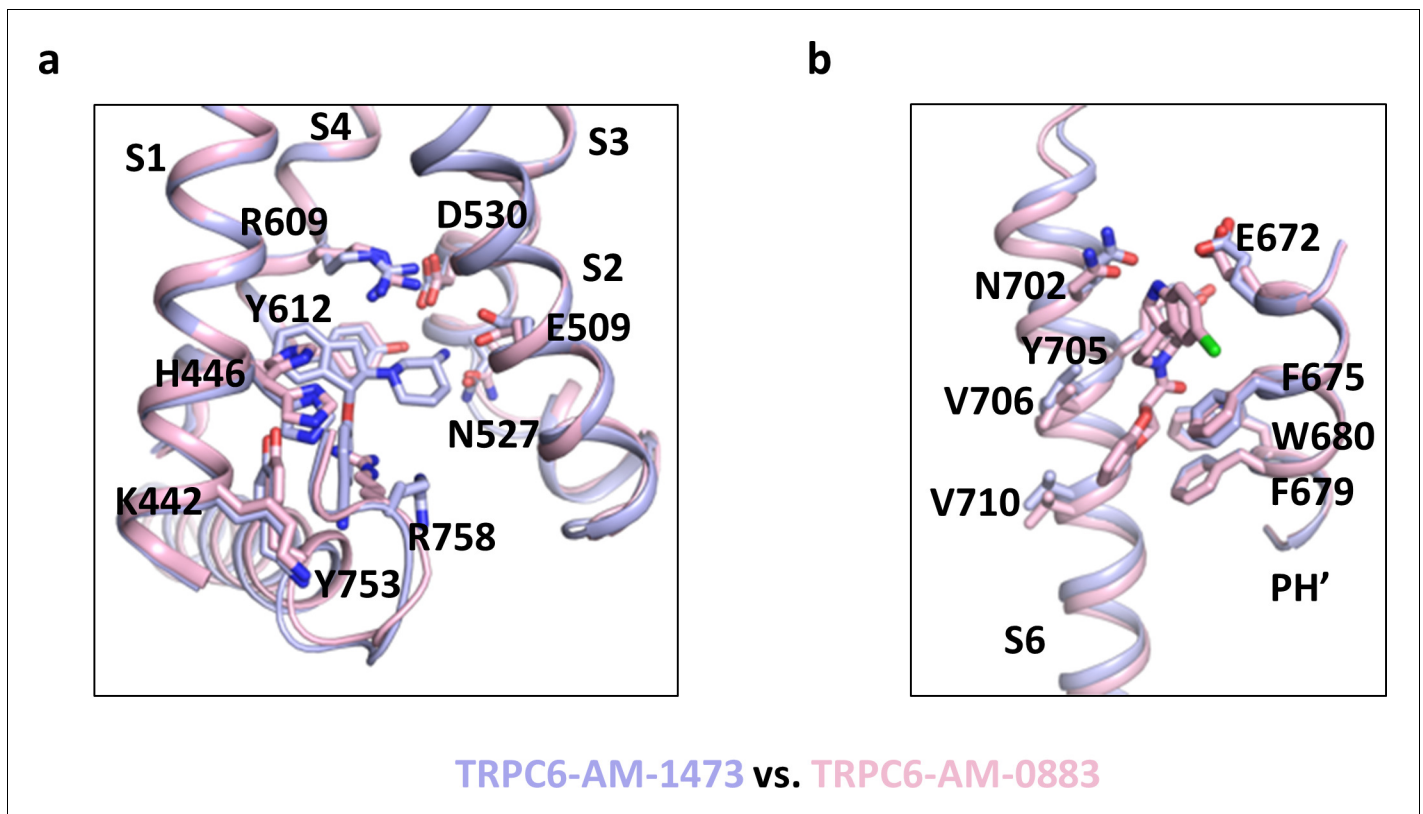 a
b
S1
S4
S3
R609
D530
S2
Y612
E509
H446
N527
K442
R758
Y753
E672
N702
Y705
F675
V706
W680
V710
F679
PH’
S6
TRPC6-AM-1473 vs. TRPC6-AM-0883